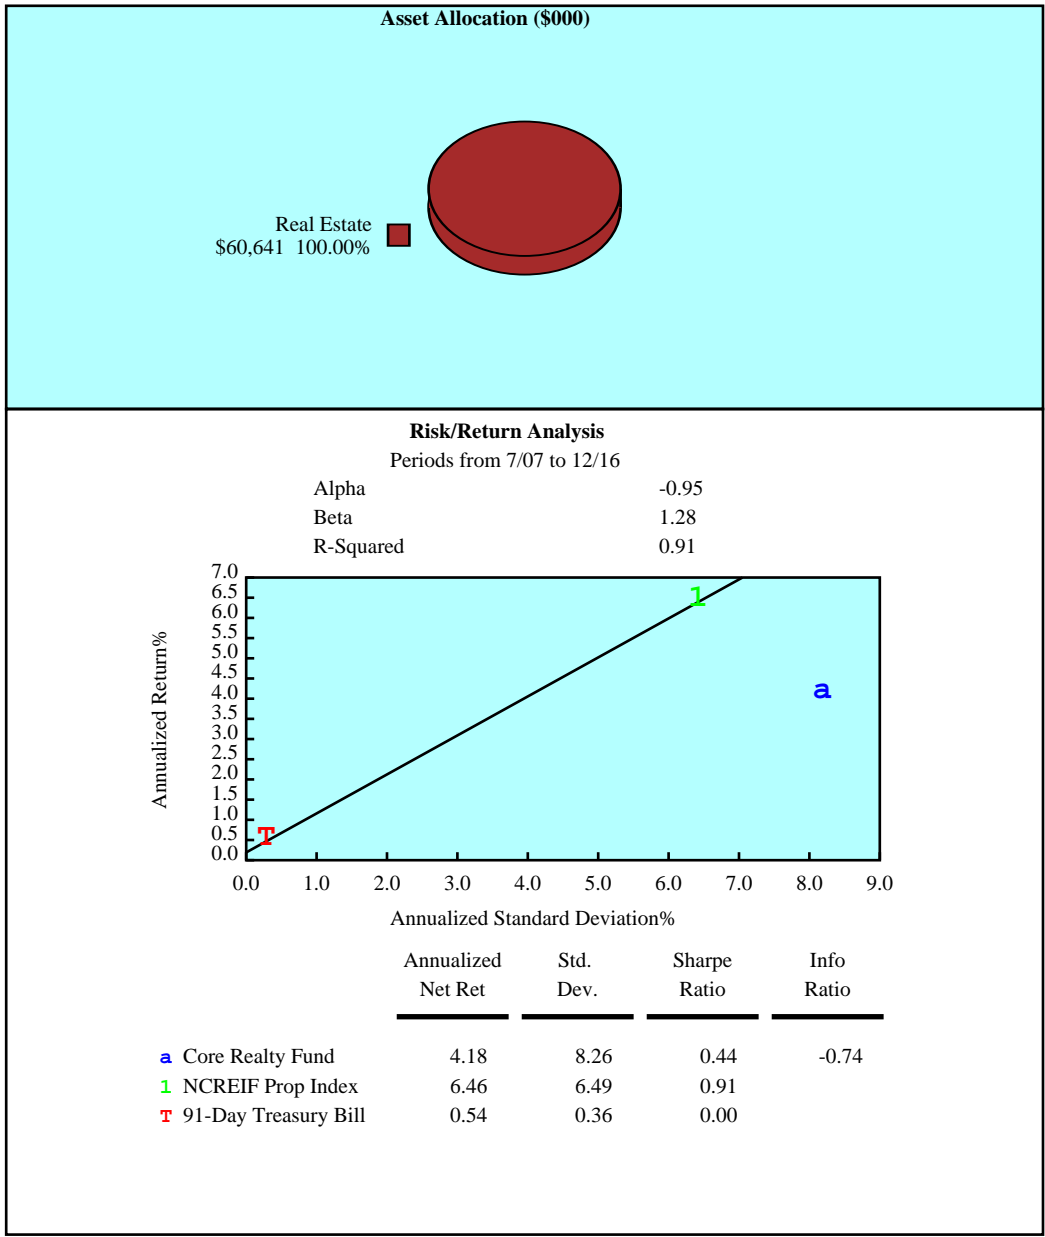 Asset Allocation ($000)
Real Estate
$60,641 100.00%
Risk/Return Analysis
Periods from 7/07 to 12/16
Alpha -0.95
Beta 1.28
R-Squared 0.91
7.0
6.5
6.0
5.5
5.0
4.5
4.0
3.5
3.0
2.5
2.0
1.5
1.0
0.5
0.0
Annualized Return%
1
a
T
0.0 1.0 2.0 3.0 4.0 5.0 6.0 7.0 8.0 9.0
Annualized Standard Deviation%
Annualized Std. Sharpe Info
Net Ret Dev. Ratio Ratio
a Core Realty Fund 4.18 8.26 0.44 -0.74
1 NCREIF Prop Index 6.46 6.49 0.91
T 91-Day Treasury Bill 0.54 0.36 0.00